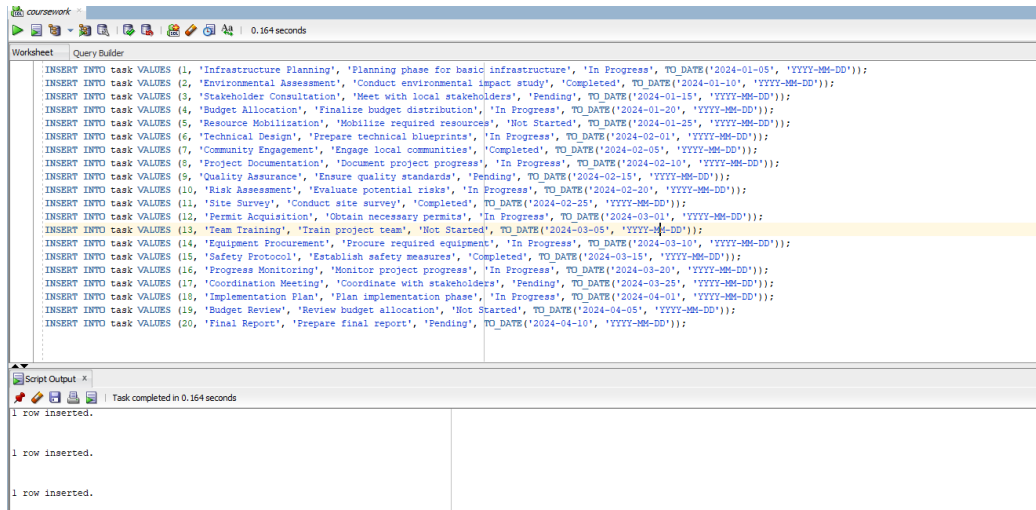 coursework
0.164 seconds
Worksheet Query Builder
INSERT INTO task VALUES (1, 'Infrastructure Planning', 'Planning phase for basic infrastructure', 'In Progress', TO_DATE('2024-01-05', 'YYYY-MM-DD'));
INSERT INTO task VALUES (2, 'Environmental Assessment', 'Conduct environmental impact study', 'Completed', TO_DATE('2024-01-10', 'YYYY-MM-DD'));
INSERT INTO task VALUES (3, 'Stakeholder Consultation', 'Meet with local stakeholders', 'Pending', TO_DATE('2024-01-15', 'YYYY-MM-DD'));
INSERT INTO task VALUES (4, 'Budget Allocation', 'Finalize budget distribution', 'In Progress', TO_DATE('2024-01-20', 'YYYY-MM-DD'));
INSERT INTO task VALUES (5, 'Resource Mobilization', 'Mobilize required resources', 'Not Started', TO_DATE('2024-01-25', 'YYYY-MM-DD'));
INSERT INTO task VALUES (6, 'Technical Design', 'Prepare technical blueprints', 'In Progress', TO_DATE('2024-02-01', 'YYYY-MM-DD'));
INSERT INTO task VALUES (7, 'Community Engagement', 'Engage local communities', 'Completed', TO_DATE('2024-02-05', 'YYYY-MM-DD'));
INSERT INTO task VALUES (8, 'Project Documentation', 'Document project progress', 'In Progress', TO_DATE('2024-02-10', 'YYYY-MM-DD'));
INSERT INTO task VALUES (9, 'Quality Assurance', 'Ensure quality standards', 'Pending', TO_DATE('2024-02-15', 'YYYY-MM-DD'));
INSERT INTO task VALUES (10, 'Risk Assessment', 'Evaluate potential risks', 'In Progress', TO_DATE('2024-02-20', 'YYYY-MM-DD'));
INSERT INTO task VALUES (11, 'Site Survey', 'Conduct site survey', 'Completed', TO_DATE('2024-02-25', 'YYYY-MM-DD'));
INSERT INTO task VALUES (12, 'Permit Acquisition', 'Obtain necessary permits', 'In Progress', TO_DATE('2024-03-01', 'YYYY-MM-DD'));
INSERT INTO task VALUES (13, 'Team Training', 'Train project team', 'Not Started', TO_DATE('2024-03-05', 'YYYY-MM-DD'));
INSERT INTO task VALUES (14, 'Equipment Procurement', 'Procure required equipment', 'In Progress', TO_DATE('2024-03-10', 'YYYY-MM-DD'));
INSERT INTO task VALUES (15, 'Safety Protocol', 'Establish safety measures', 'Completed', TO_DATE('2024-03-15', 'YYYY-MM-DD'));
INSERT INTO task VALUES (16, 'Progress Monitoring', 'Monitor project progress', 'In Progress', TO_DATE('2024-03-20', 'YYYY-MM-DD'));
INSERT INTO task VALUES (17, 'Coordination Meeting', 'Coordinate with stakeholders', 'Pending', TO_DATE('2024-03-25', 'YYYY-MM-DD'));
INSERT INTO task VALUES (18, 'Implementation Plan', 'Plan implementation phase', 'In Progress', TO_DATE('2024-04-01', 'YYYY-MM-DD'));
INSERT INTO task VALUES (19, 'Budget Review', 'Review budget allocation', 'Not Started', TO_DATE('2024-04-05', 'YYYY-MM-DD'));
INSERT INTO task VALUES (20, 'Final Report', 'Prepare final report', 'Pending', TO_DATE('2024-04-10', 'YYYY-MM-DD'));
Script Output x
Task completed in 0.164 seconds
1 row inserted.
1 row inserted.
1 row inserted.